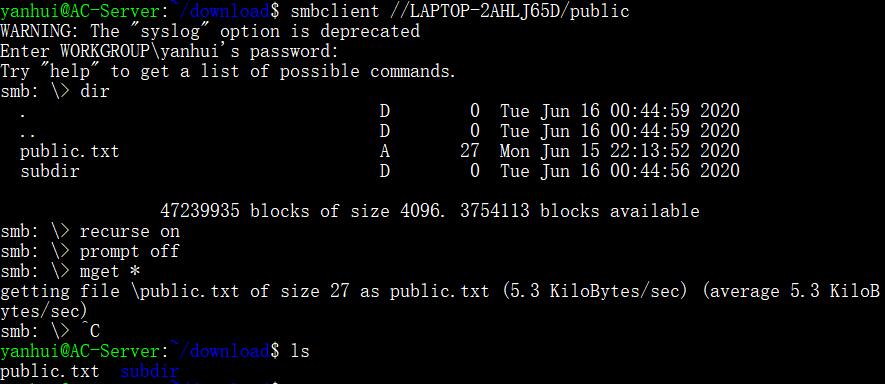 yanhui@AC-Server:~/download$ smbclient //LAPTOP-2AHLJ65D/public
WARNING: The "syslog" option is deprecated
Enter WORKGROUP\yanhui's password:
Try "help" to get a list of possible commands.
smb: \> dir
  .                                   D        0  Tue Jun 16 00:44:59 2020
  ..                                  D        0  Tue Jun 16 00:44:59 2020
  public.txt                          A       27  Mon Jun 15 22:13:52 2020
  subdir                              D        0  Tue Jun 16 00:44:56 2020
                47239935 blocks of size 4096. 3754113 blocks available
smb: \> recurse on
smb: \> prompt off
smb: \> mget *
getting file \public.txt of size 27 as public.txt (5.3 KiloBytes/sec) (average 5.3 KiloB
ytes/sec)
smb: \> ^C
yanhui@AC-Server:~/download$ ls
public.txt  subdir